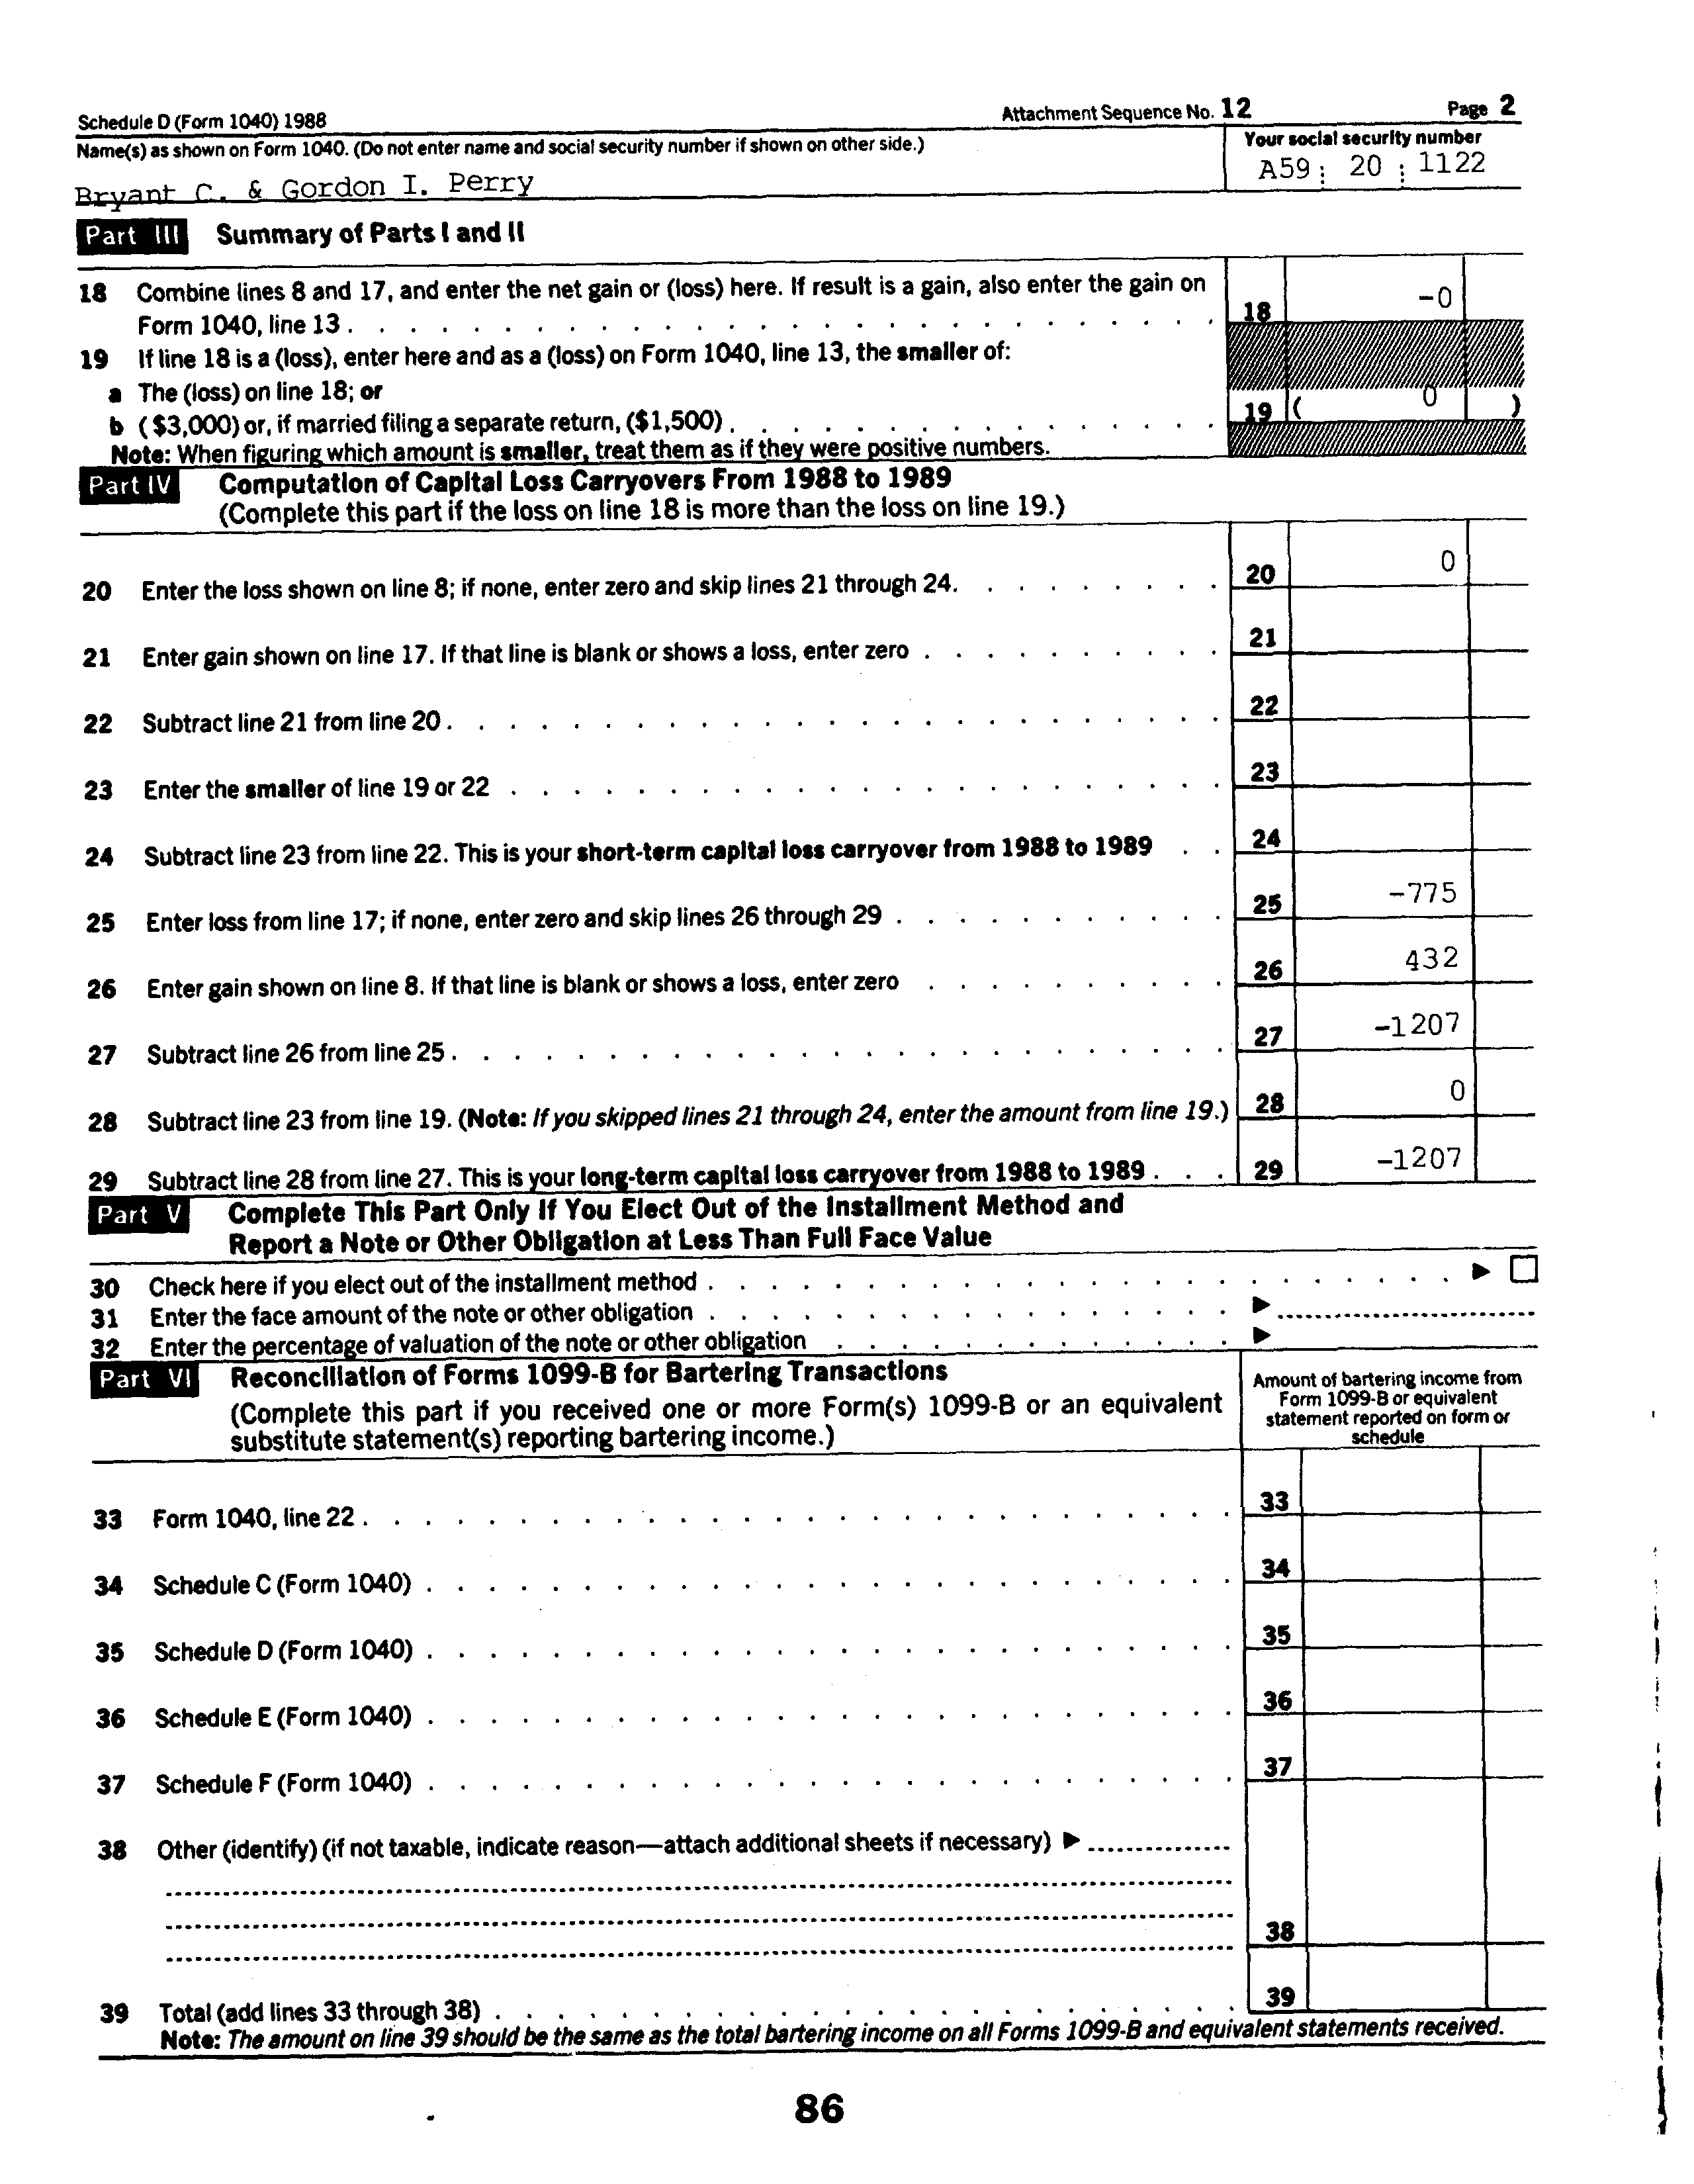 Schedule D (Form 1040) 1988 Attachment Sequence No. 12 Page 2
Name(s) as shown on Form 1040. (Do not enter name and social security number if shown on other side.) Your social security number
Bryant C. & Gordon I. Perry A59 20 1122
Part III Summary of Parts I and II
18 Combine lines 8 and 17, and enter the net gain or (loss) here. If result is a gain, also enter the gain on
Form 1040, line 13 . . . 18 -0
19 If line 18 is a (loss), enter here and as a (loss) on Form 1040, line 13, the smaller of:
a The (loss) on line 18; or
b ($3,000) or, if married filing a separate return, ($1,500) . . . 19 ( 0 )
Note: When figuring which amount is smaller, treat them as if they were positive numbers.
Part IV Computation of Capital Loss Carryovers From 1988 to 1989
(Complete this part if the loss on line 18 is more than the loss on line 19.)
20 Enter the loss shown on line 8; if none, enter zero and skip lines 21 through 24. . . . 20 0
21 Enter gain shown on line 17. If that line is blank or shows a loss, enter zero . . . 21
22 Subtract line 21 from line 20 . . . 22
23 Enter the smaller of line 19 or 22 . . . 23
24 Subtract line 23 from line 22. This is your short-term capital loss carryover from 1988 to 1989 . . 24
25 Enter loss from line 17; if none, enter zero and skip lines 26 through 29 . . . 25 -775
26 Enter gain shown on line 8. If that line is blank or shows a loss, enter zero . . . 26 432
27 Subtract line 26 from line 25 . . . 27 -1207
28 Subtract line 23 from line 19. (Note: If you skipped lines 21 through 24, enter the amount from line 19.) 28 0
29 Subtract line 28 from line 27. This is your long-term capital loss carryover from 1988 to 1989 . . . 29 -1207
Part V Complete This Part Only If You Elect Out of the Installment Method and
Report a Note or Other Obligation at Less Than Full Face Value
30 Check here if you elect out of the installment method . . . ▶ □
31 Enter the face amount of the note or other obligation . . . ▶
32 Enter the percentage of valuation of the note or other obligation . . . ▶
Part VI Reconciliation of Forms 1099-B for Bartering Transactions
(Complete this part if you received one or more Form(s) 1099-B or an equivalent
substitute statement(s) reporting bartering income.)
Amount of bartering income from
Form 1099-B or equivalent
statement reported on form or
schedule
33 Form 1040, line 22 . . . 33
34 Schedule C (Form 1040) . . . 34
35 Schedule D (Form 1040) . . . 35
36 Schedule E (Form 1040) . . . 36
37 Schedule F (Form 1040) . . . 37
38 Other (identify) (if not taxable, indicate reason—attach additional sheets if necessary) ▶
38
39 Total (add lines 33 through 38) . . . 39
Note: The amount on line 39 should be the same as the total bartering income on all Forms 1099-B and equivalent statements received.
86